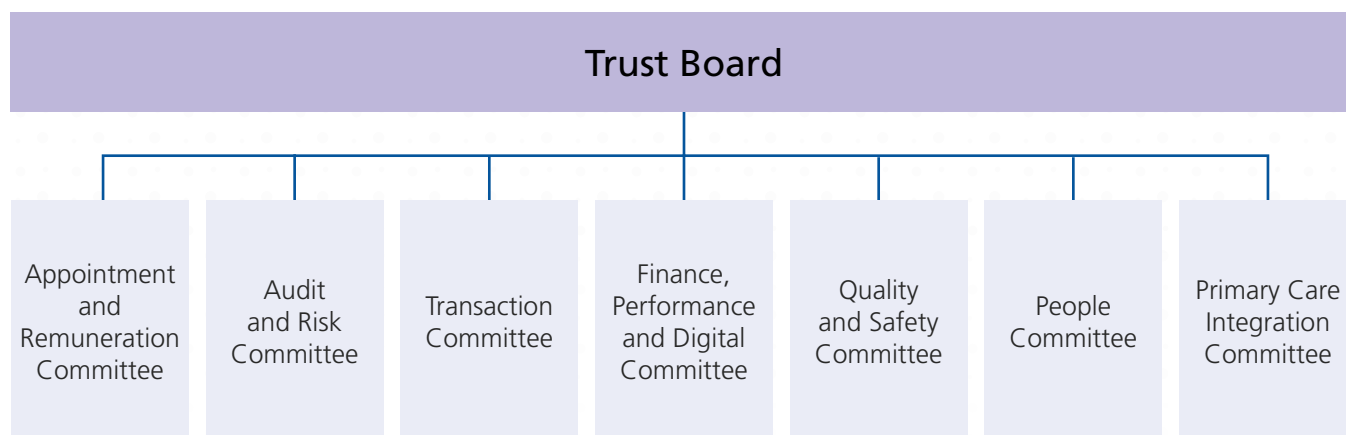 Trust Board
Appointment
and
Remuneration
Committee
Audit
and Risk
Committee
Transaction
Committee
Finance,
Performance
and Digital
Committee
Quality
and Safety
Committee
People
Committee
Primary Care
Integration
Committee